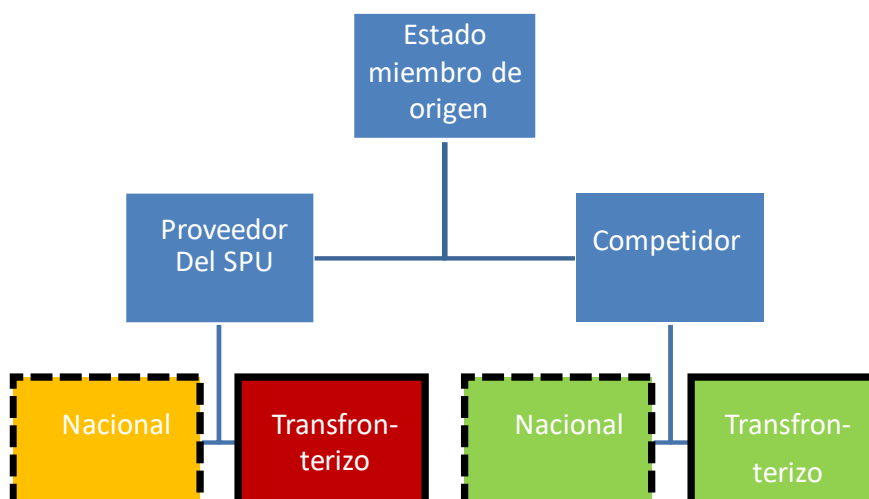 Estado
miembro de
origen
Proveedor
Del SPU
Competidor
Nacional
Transfron-
terizo
Nacional
Transfron-
terizo